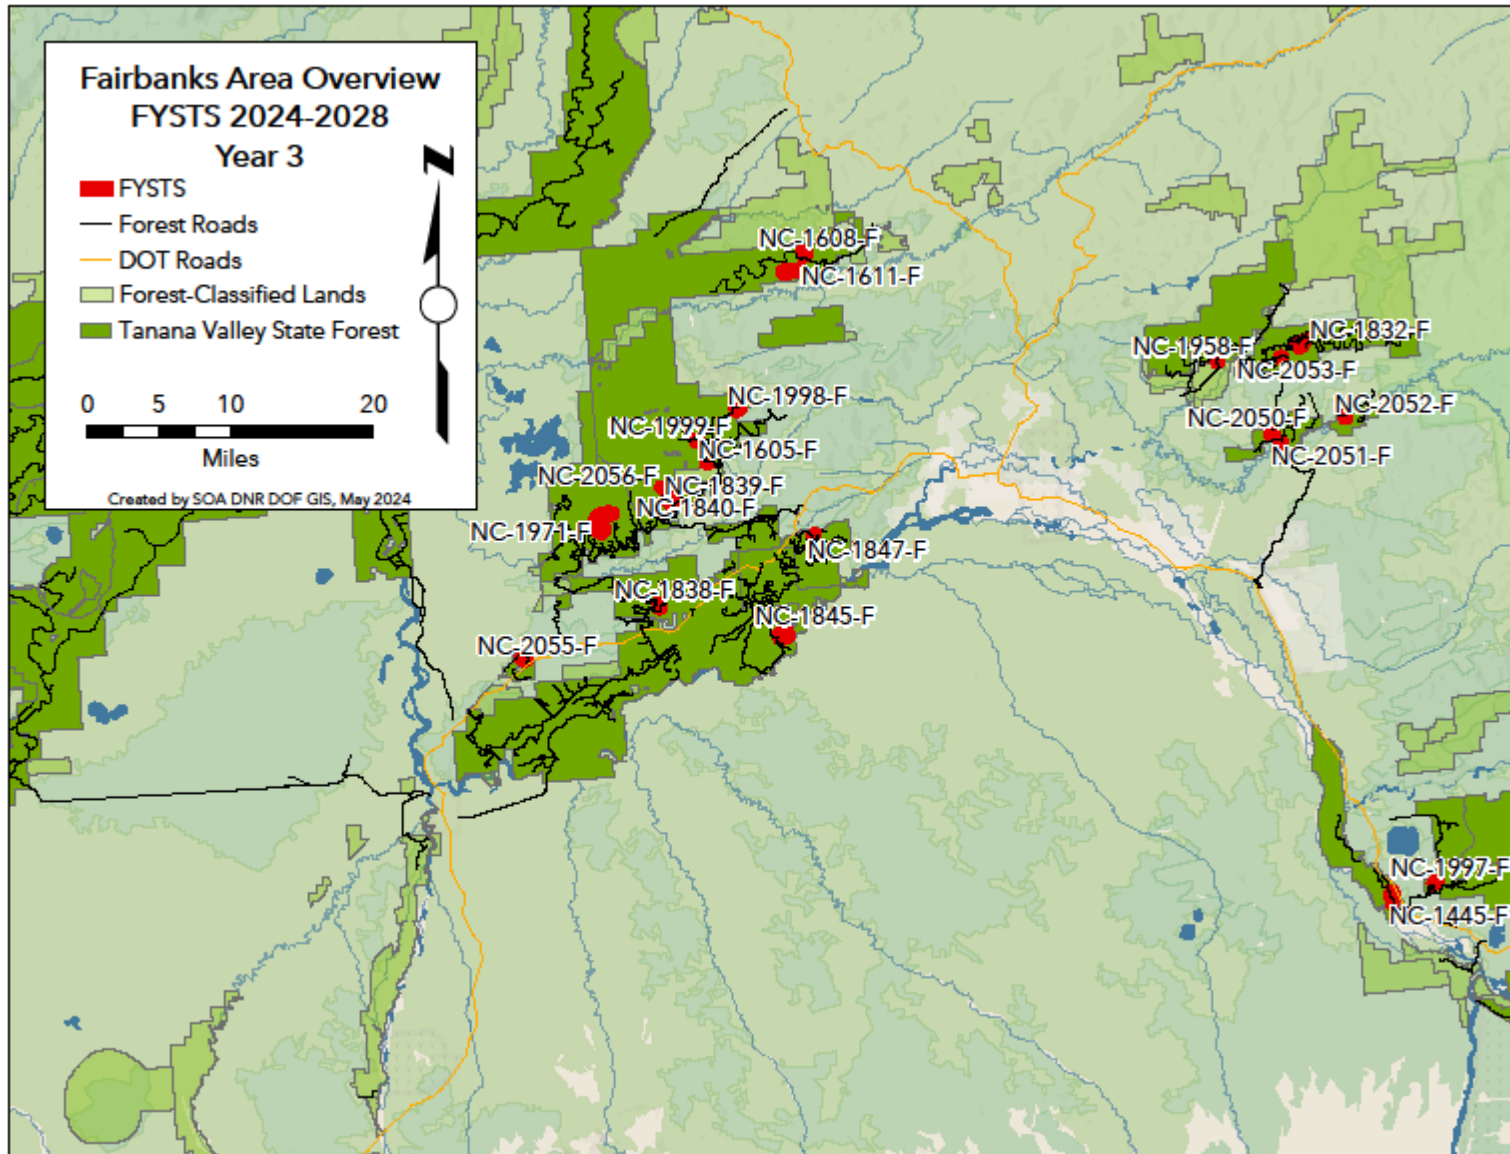 Fairbanks Area Overview
FYSTS 2024-2028
Year 3
N
FYSTS
Forest Roads
DOT Roads
Forest-Classified Lands
Tanana Valley State Forest
0 5 10 20
Miles
Created by SOA DNR DOF GIS, May 2024
NC-1608-F
NC-1611-F
NC-1832-F
NC-1958-F
NC-2053-F
NC-1998-F
NC-2052-F
NC-2050-F
NC-1999-F
NC-1605-F
NC-2051-F
NC-2056-F
NC-1839-F
NC-1840-F
NC-1971-F
NC-1847-F
NC-1838-F
NC-1845-F
NC-2055-F
NC-1997-F
NC-1445-F